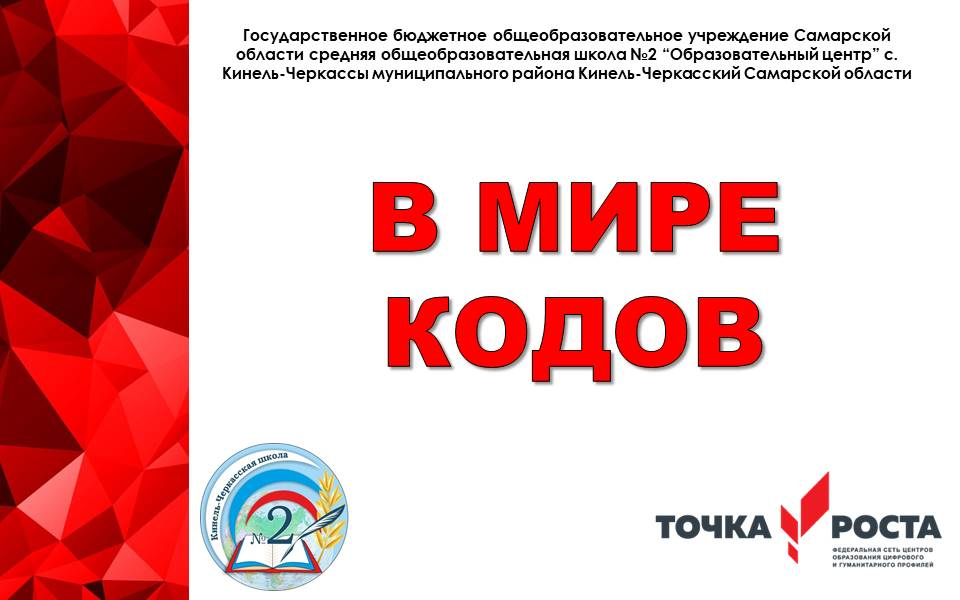 Государственное бюджетное общеобразовательное учреждение Самарской
области средняя общеобразовательная школа №2 “Образовательный центр” с.
Кинель-Черкассы муниципального района Кинель-Черкасский Самарской области
В МИРЕ
КОДОВ
Кинель-Черкасская школа
№2
ТОЧКА РОСТА
ФЕДЕРАЛЬНАЯ СЕТЬ ЦЕНТРОВ
ОБРАЗОВАНИЯ ЦИФРОВОГО
И ГУМАНИТАРНОГО ПРОФИЛЕЙ